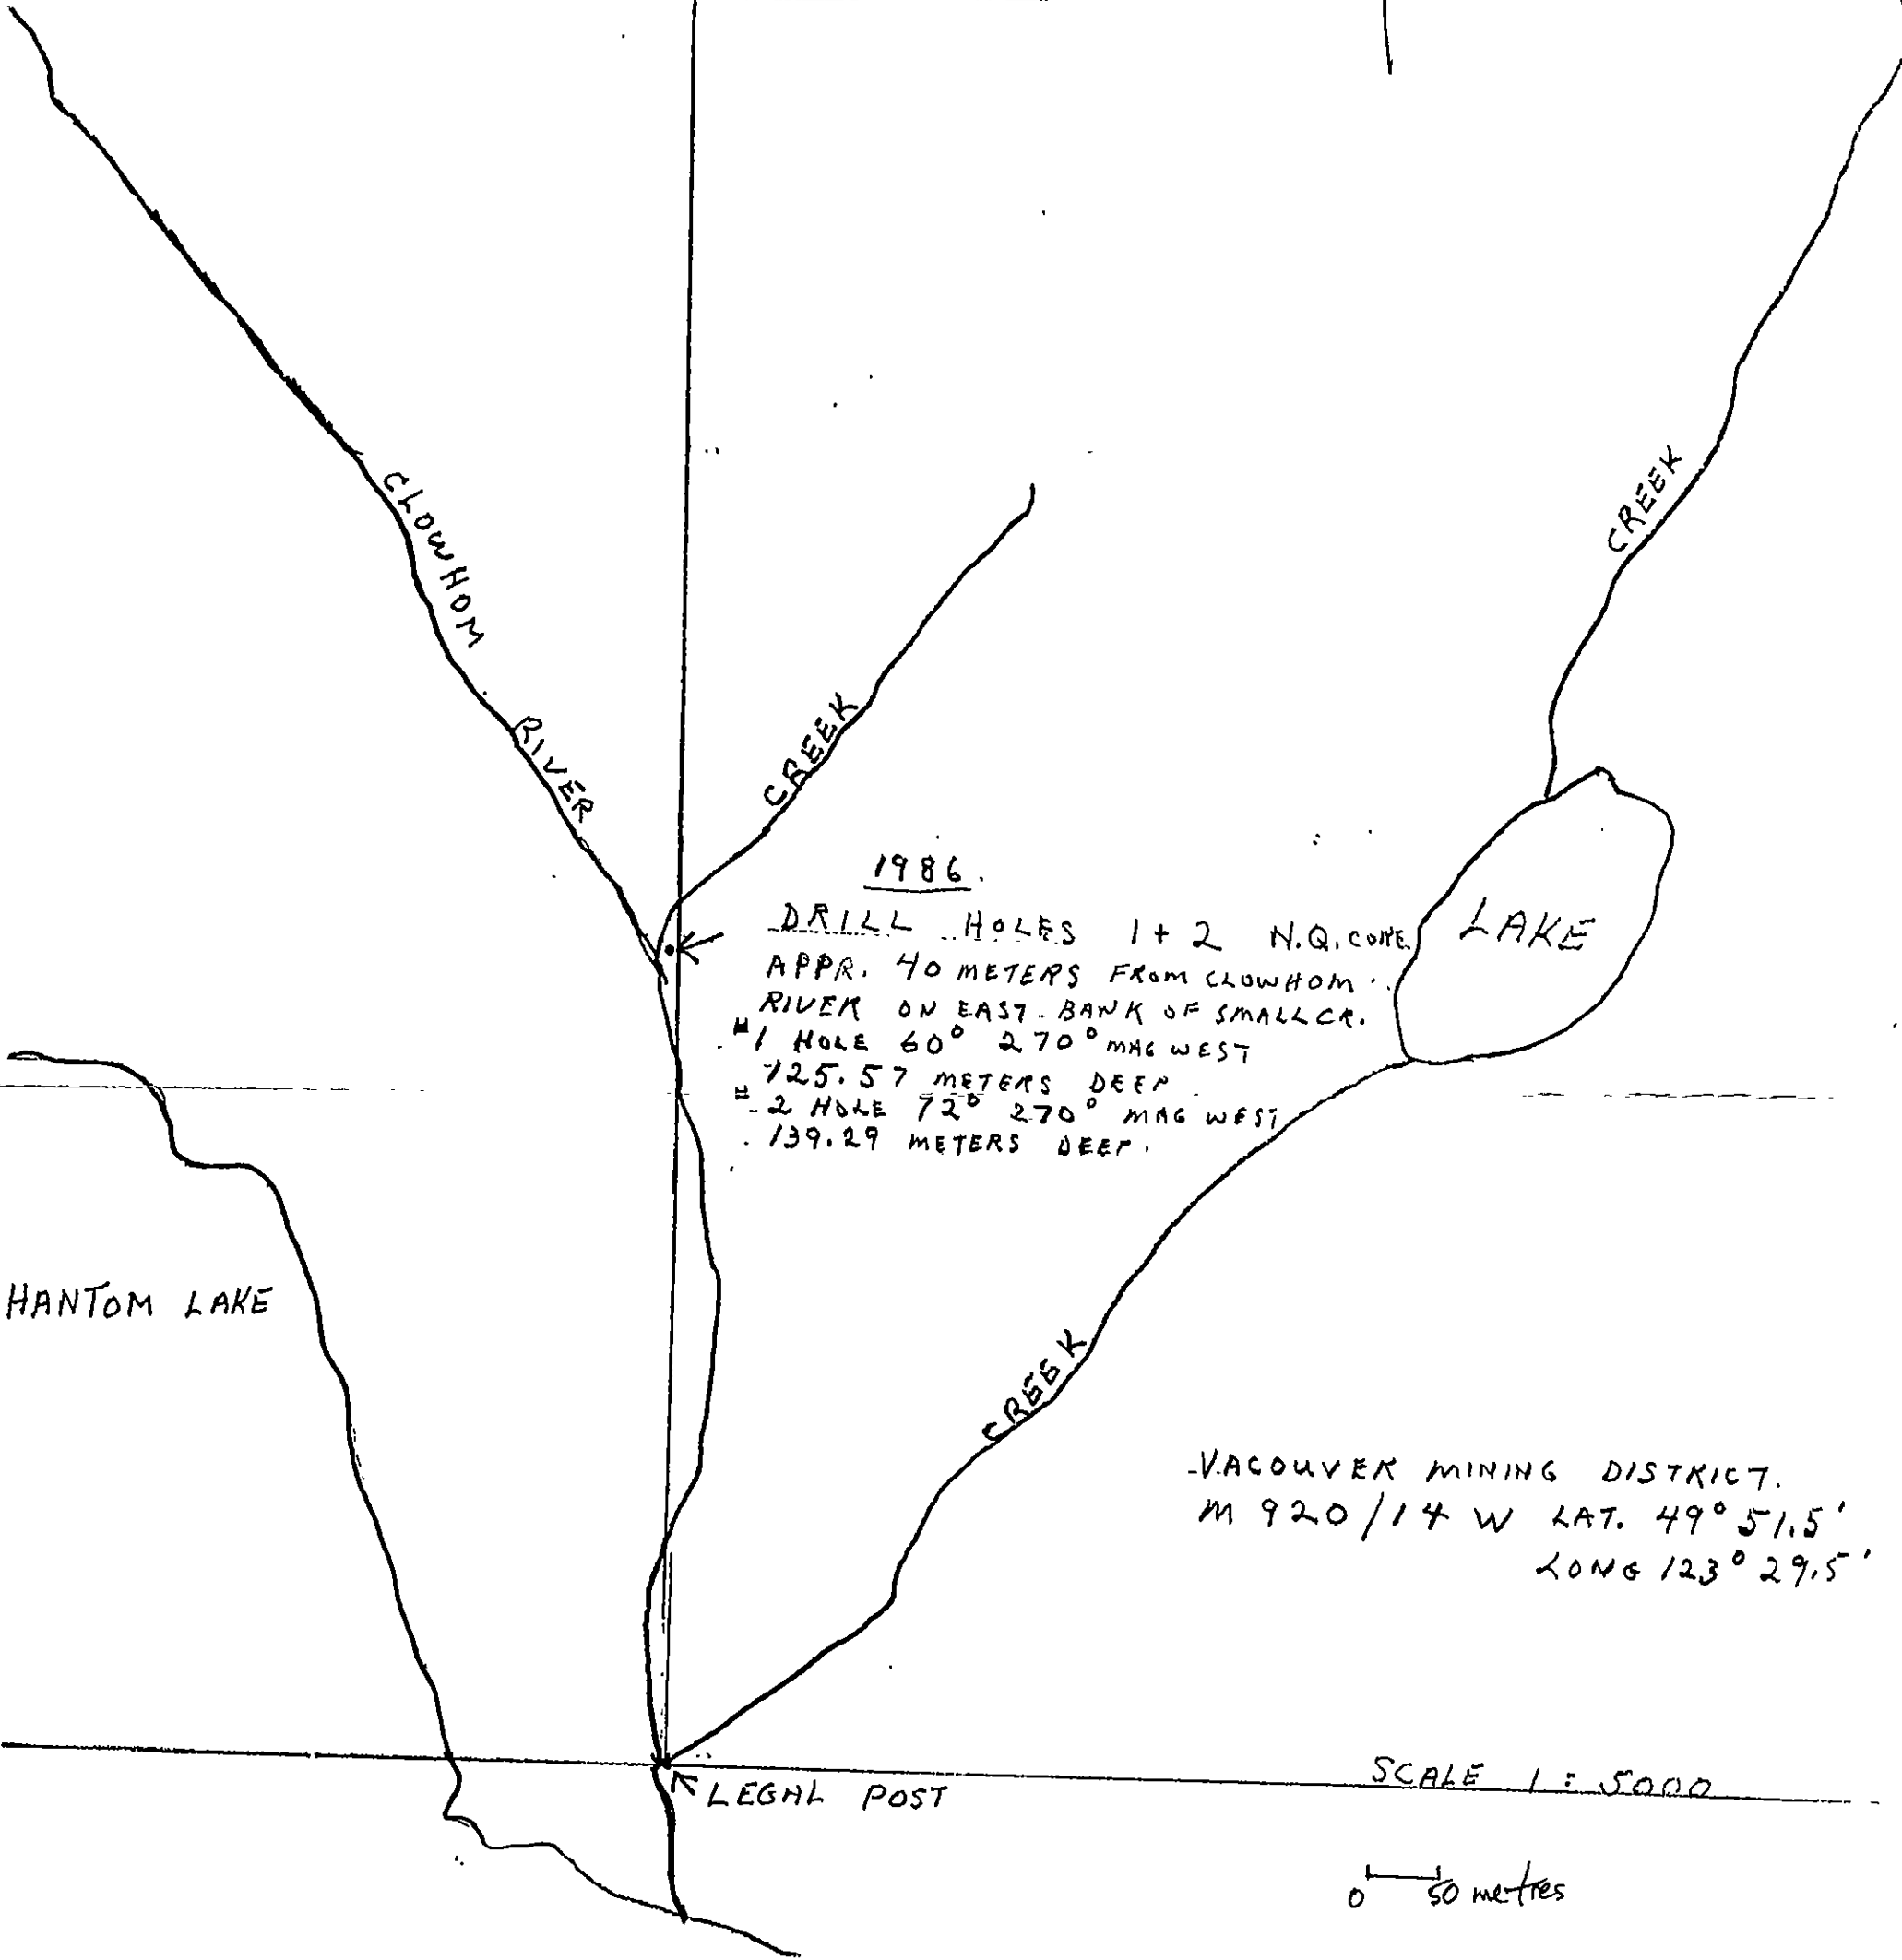 CLOWHOM
RIVER
CREEK
CREEK
1986.
DRILL HOLES 1+2 N.Q. CORE
APPR. 40 METERS FROM CLOWHOM
RIVER ON EAST BANK OF SMALL CR.
#1 HOLE 60° 270° MAG WEST
125.57 METERS DEEP
#2 HOLE 72° 270° MAG WEST
139.29 METERS DEEP.
LAKE
HANTOM LAKE
CREEK
VACOUVER MINING DISTRICT.
M 920/14 W LAT. 49° 51.5'
LONG 123° 29.5'
LEGAL POST
SCALE 1:5000
0 50 metres